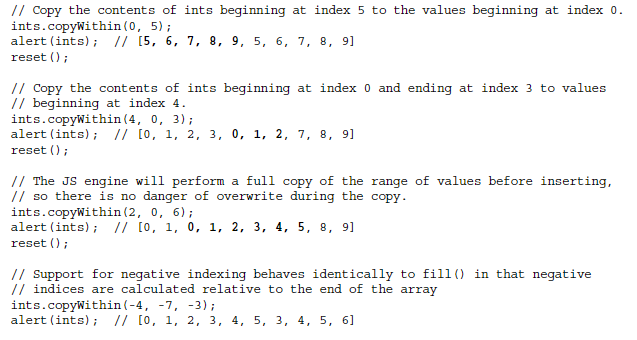 // Copy the contents of ints beginning at index 5 to the values beginning at index 0.
ints.copyWithin(0, 5);
alert(ints);  // [5, 6, 7, 8, 9, 5, 6, 7, 8, 9]
reset();

// Copy the contents of ints beginning at index 0 and ending at index 3 to values
// beginning at index 4.
ints.copyWithin(4, 0, 3);
alert(ints);  // [0, 1, 2, 3, 0, 1, 2, 7, 8, 9]
reset();

// The JS engine will perform a full copy of the range of values before inserting,
// so there is no danger of overwrite during the copy.
ints.copyWithin(2, 0, 6);
alert(ints);  // [0, 1, 0, 1, 2, 3, 4, 5, 8, 9]
reset();

// Support for negative indexing behaves identically to fill() in that negative
// indices are calculated relative to the end of the array
ints.copyWithin(-4, -7, -3);
alert(ints);  // [0, 1, 2, 3, 4, 5, 3, 4, 5, 6]